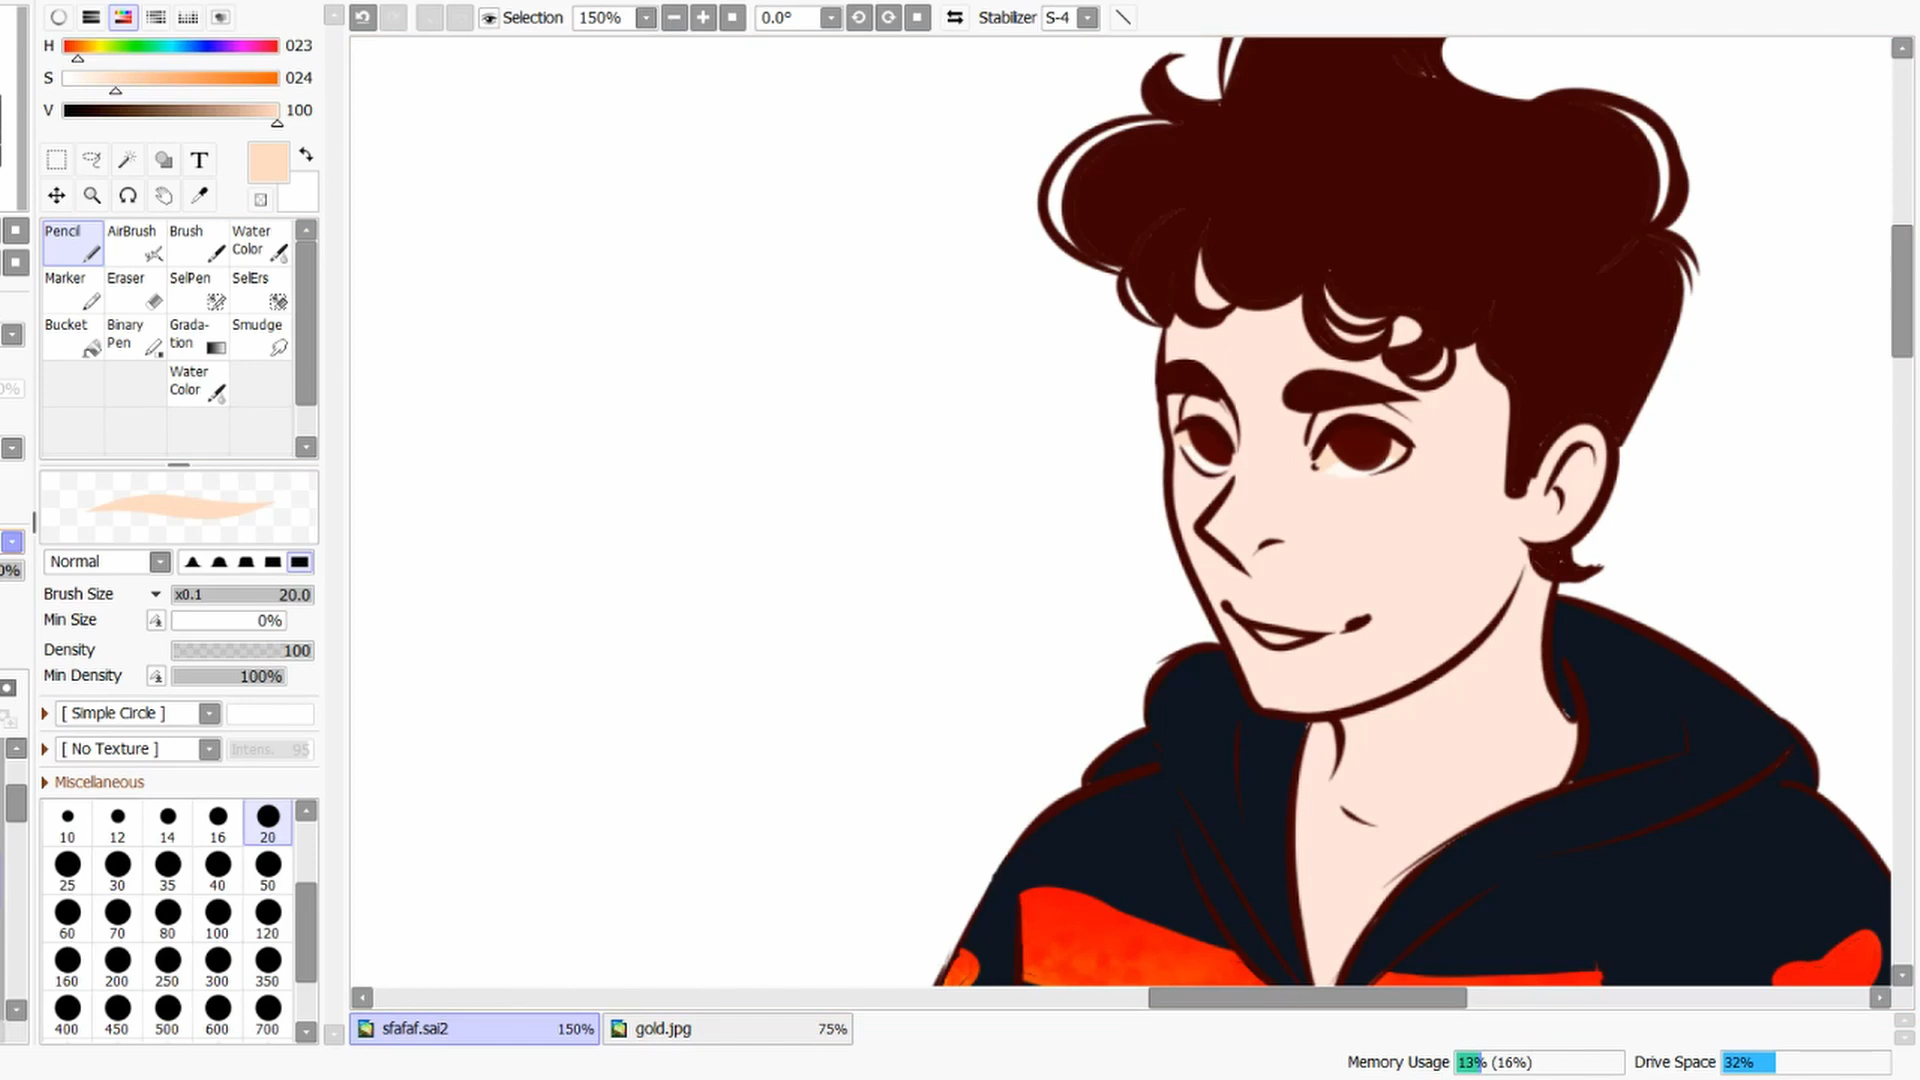 Selection 150% 0.0° Stabilizer S-4
H 023
S 024
V 100
T
Pencil AirBrush Brush Water Color
Marker Eraser SelPen SelErs
Bucket Binary Pen Grada-tion Smudge
Water Color
Normal
Brush Size x0.1 20.0
Min Size 0%
0%
Density 100
Min Density 100%
[ Simple Circle ]
[ No Texture ] Intens. 95
Miscellaneous
10 12 14 16 20
25 30 35 40 50
60 70 80 100 120
160 200 250 300 350
400 450 500 600 700
sfafaf.sai2 150% gold.jpg 75%
Memory Usage 13% (16%) Drive Space 32%